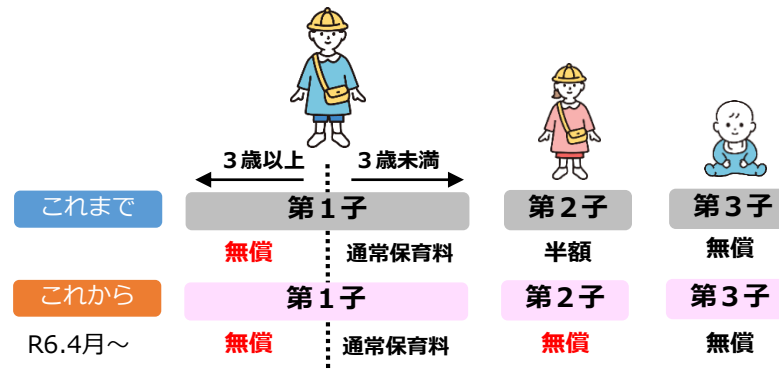 3歳以上 3歳未満
これまで 第1子 第2子 第3子
無償 通常保育料 半額 無償
これから 第1子 第2子 第3子
R6.4月~ 無償 通常保育料 無償 無償